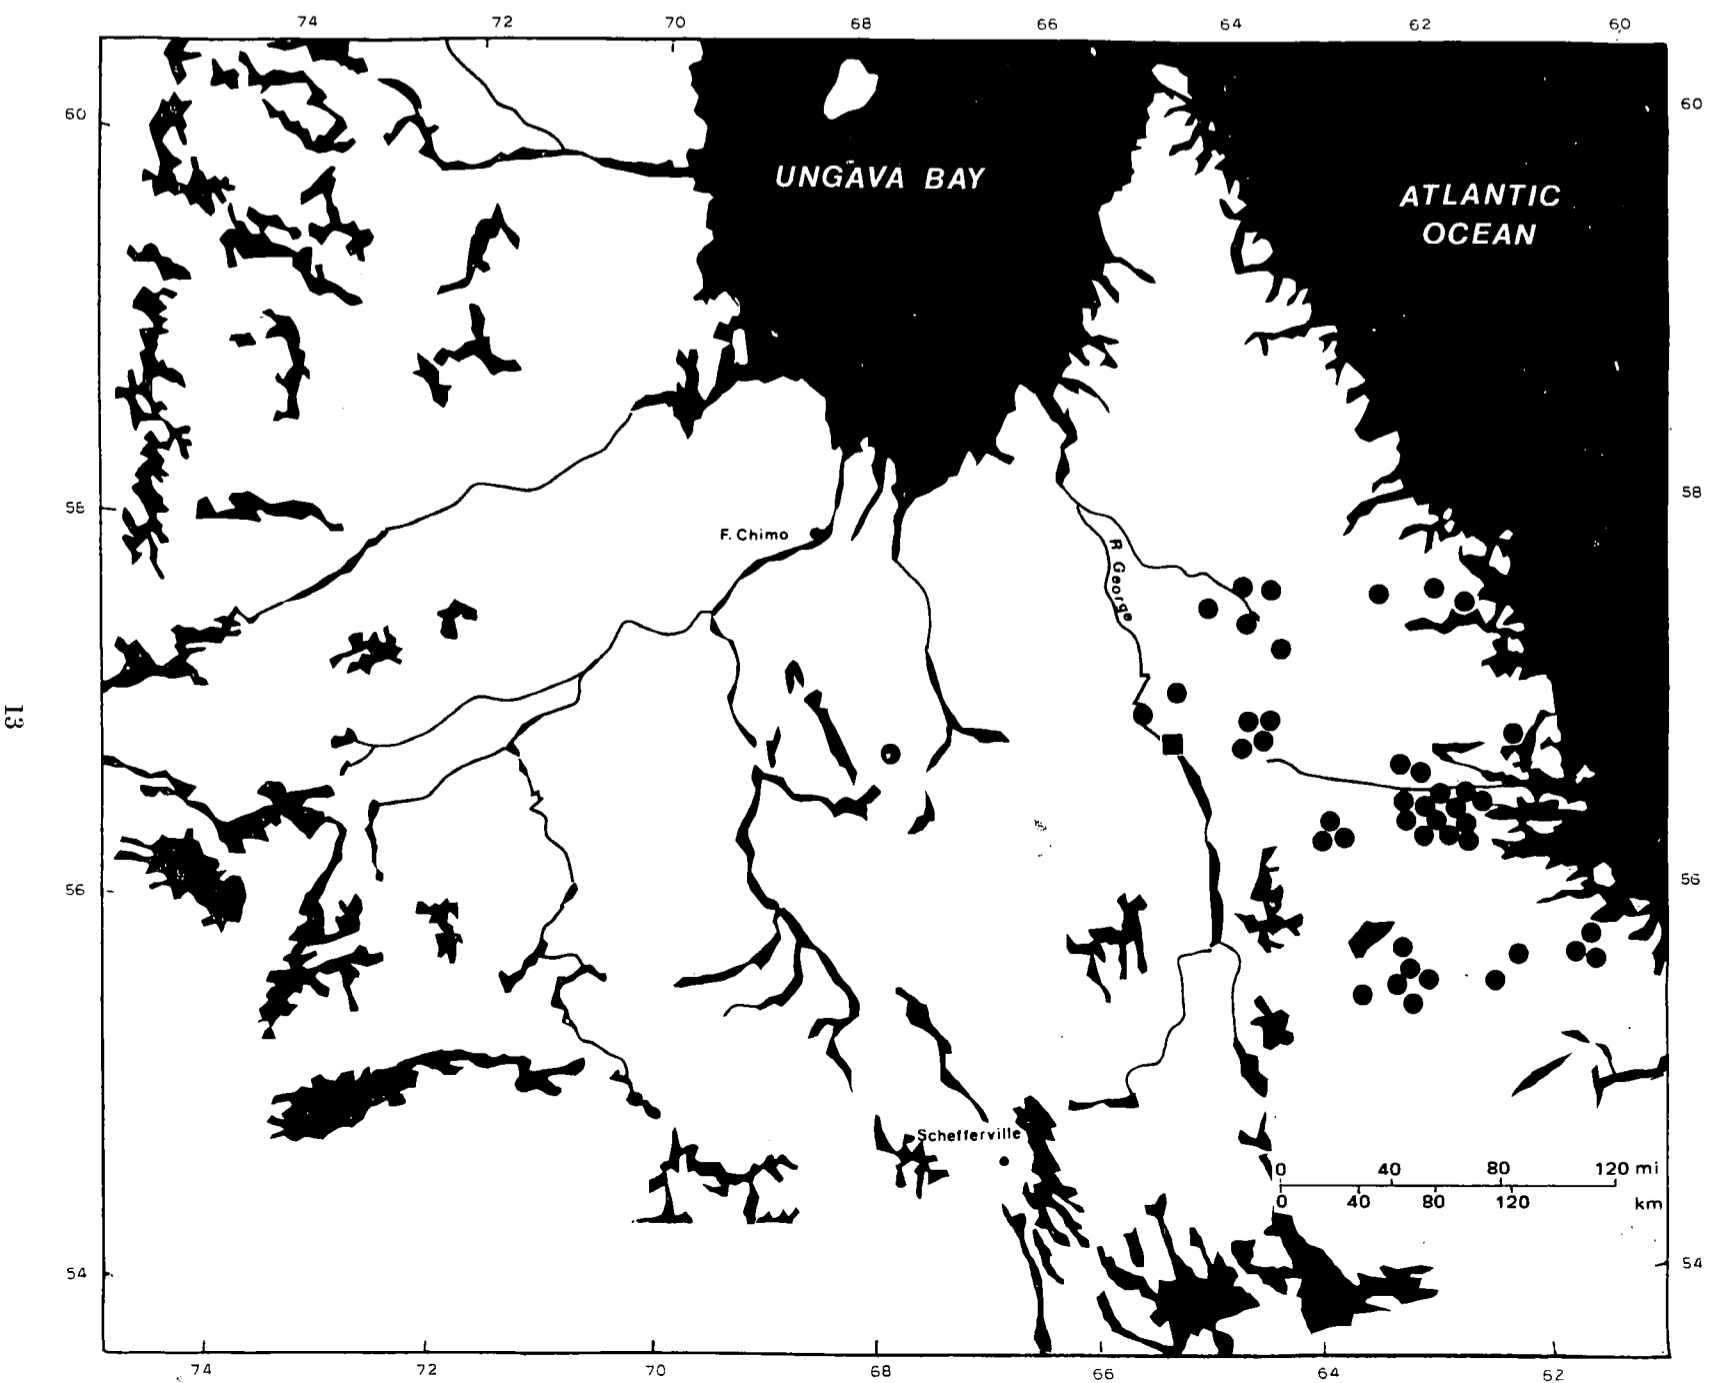 74 72 70 68 66 64 62 60
60 60
UNGAVA BAY
ATLANTIC
OCEAN
58 58
F. Chimo
R George
13
56 56
Schefferville
0 40 80 120 mi
0 40 80 120 km
54 54
74 72 70 68 66 64 62